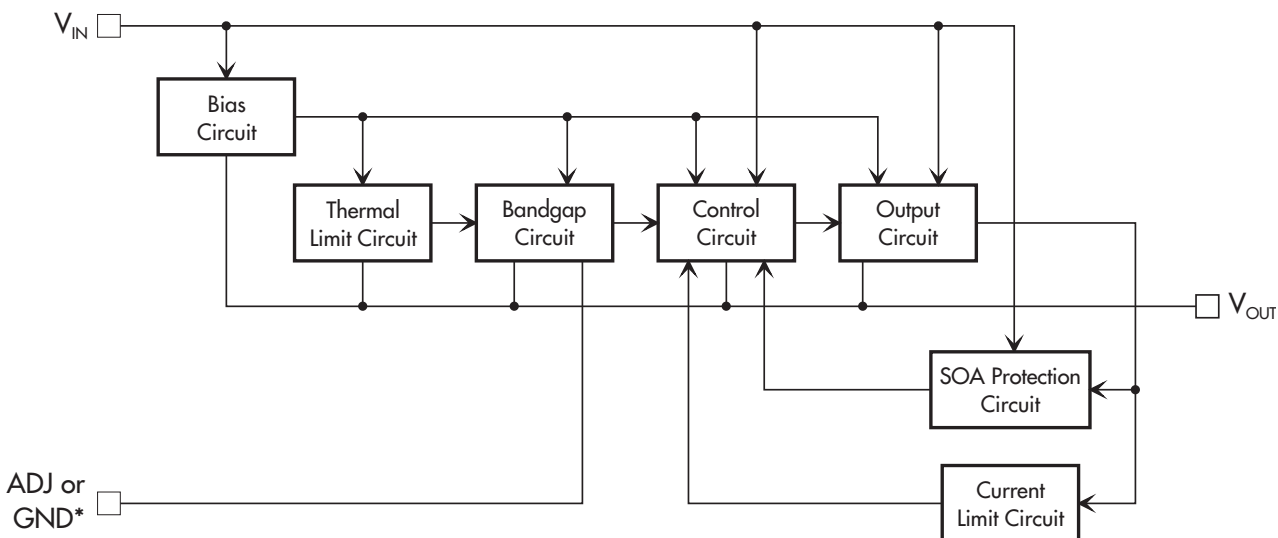 V_IN
Bias
Circuit
Thermal
Limit Circuit
Bandgap
Circuit
Control
Circuit
Output
Circuit
V_OUT
SOA Protection
Circuit
ADJ or
GND*
Current
Limit Circuit